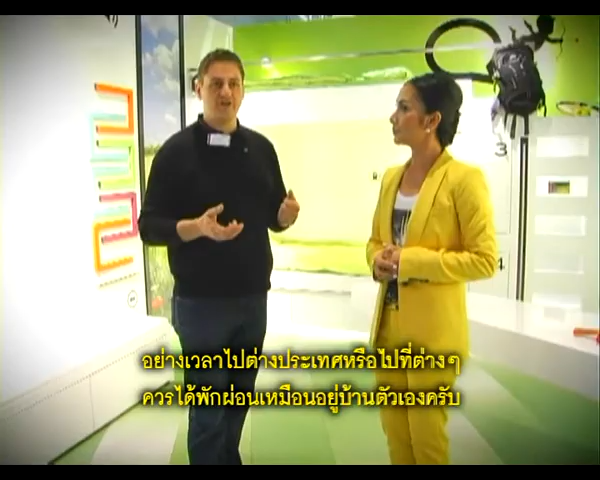 3
4
อย่างเวลาไปต่างประเทศหรือไปที่ต่างๆ
ควรได้พักผ่อนเหมือนอยู่บ้านตัวเองครับ